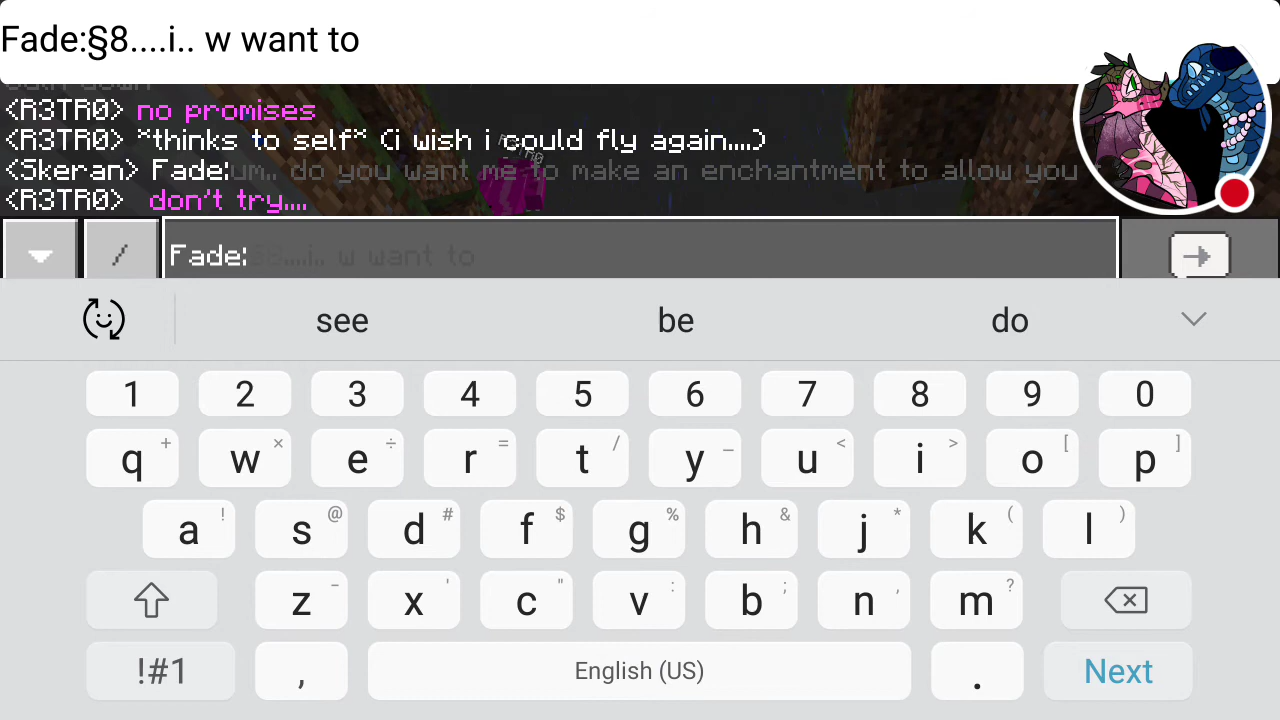 Fade:§8....i.. w want to
<R3TR0> no promises
<R3TR0> *thinks to self* (i wish i could fly again....)
<Skeran> Fade:um.. do you want me to make an enchantment to allow you
<R3TR0> don't try....
/ Fade:§8....i.. w want to
see be do
1 2 3 4 5 6 7 8 9 0
q + w × e ÷ r = t / y _ u < i > o [ p ]
a ! s @ d # f $ g % h & j * k ( l )
z - x ' c " v : b ; n , m ?
!#1 , English (US) . Next